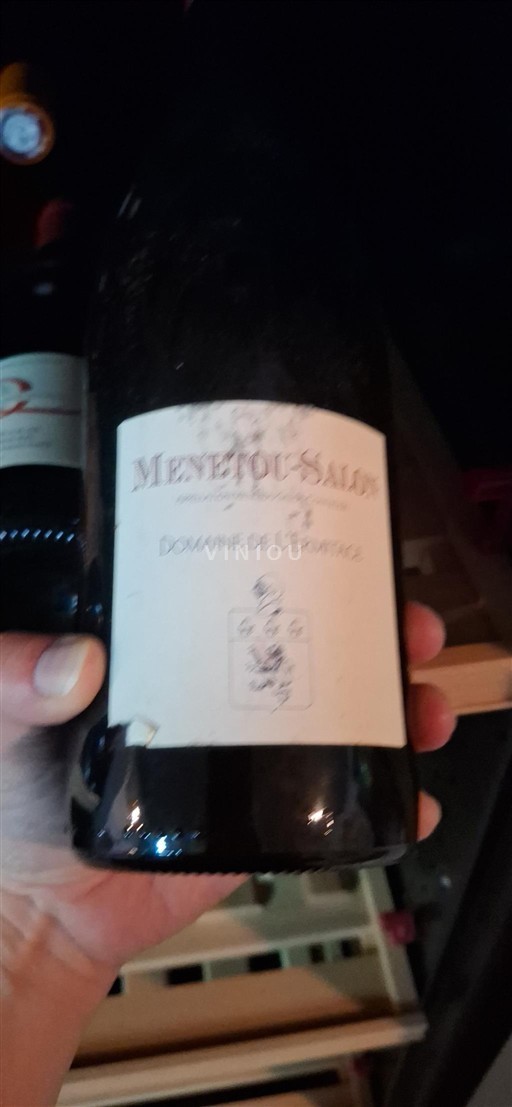 MENETOU-SALON
DOMAINE DE L'ERMITAGE
VINIOU